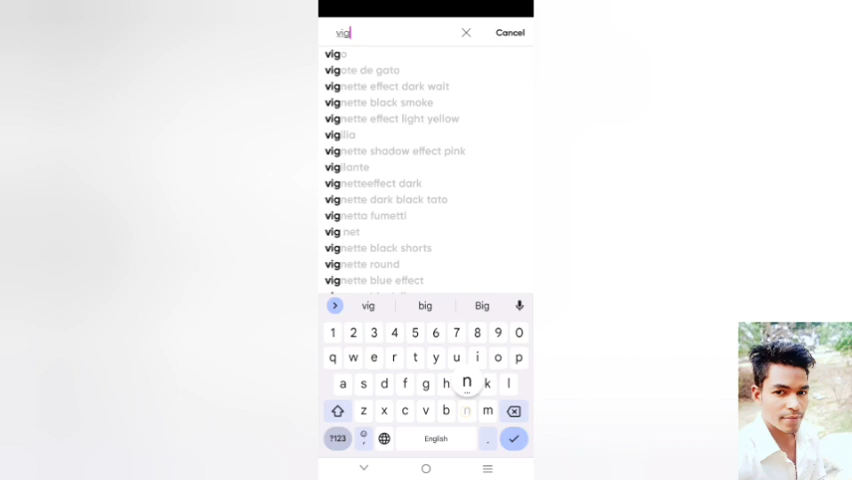 vig
Cancel
vigo
vigote de gato
vignette effect dark wait
vignette black smoke
vignette effect light yellow
vigilia
vignette shadow effect pink
vigilante
vignetteeffect dark
vignette dark black tato
vignetta fumetti
vig net
vignette black shorts
vignette round
vignette blue effect
vig big Big
1 2 3 4 5 6 7 8 9 0
q w e r t y u i o p
a s d f g h n k l
z x c v b n m
?123 , English .